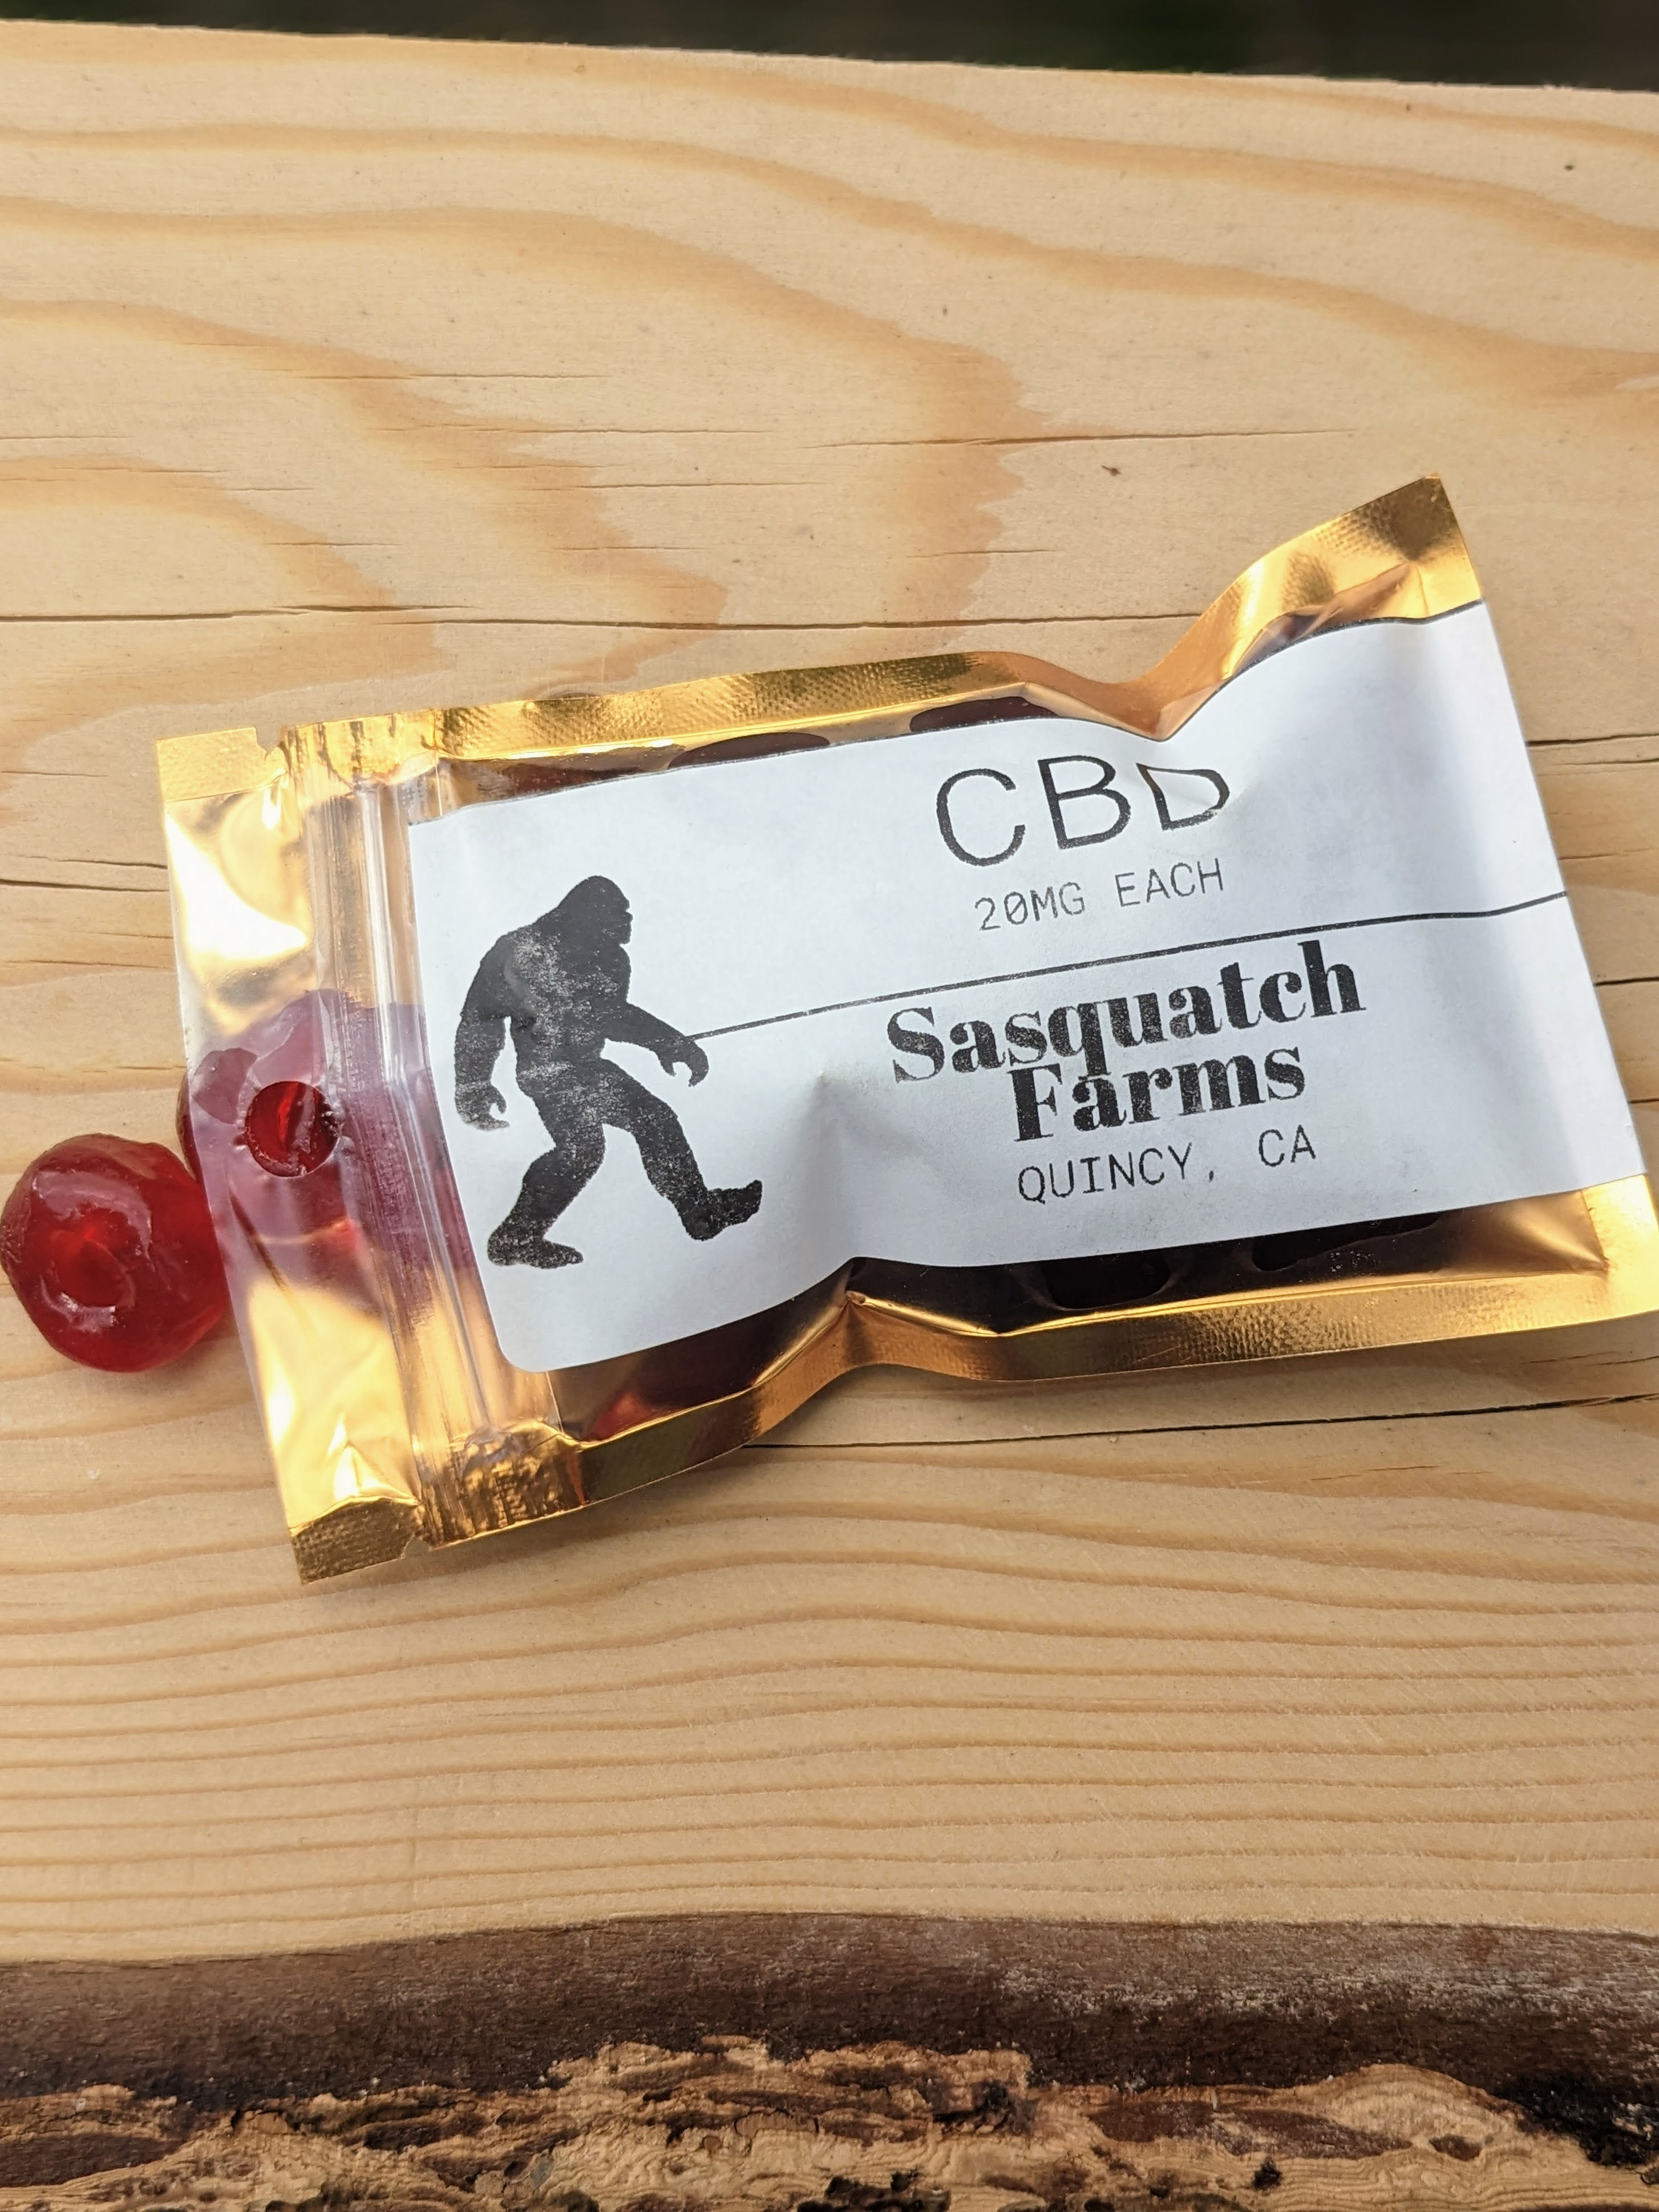 CBD
20MG EACH
Sasquatch
Farms
QUINCY, CA